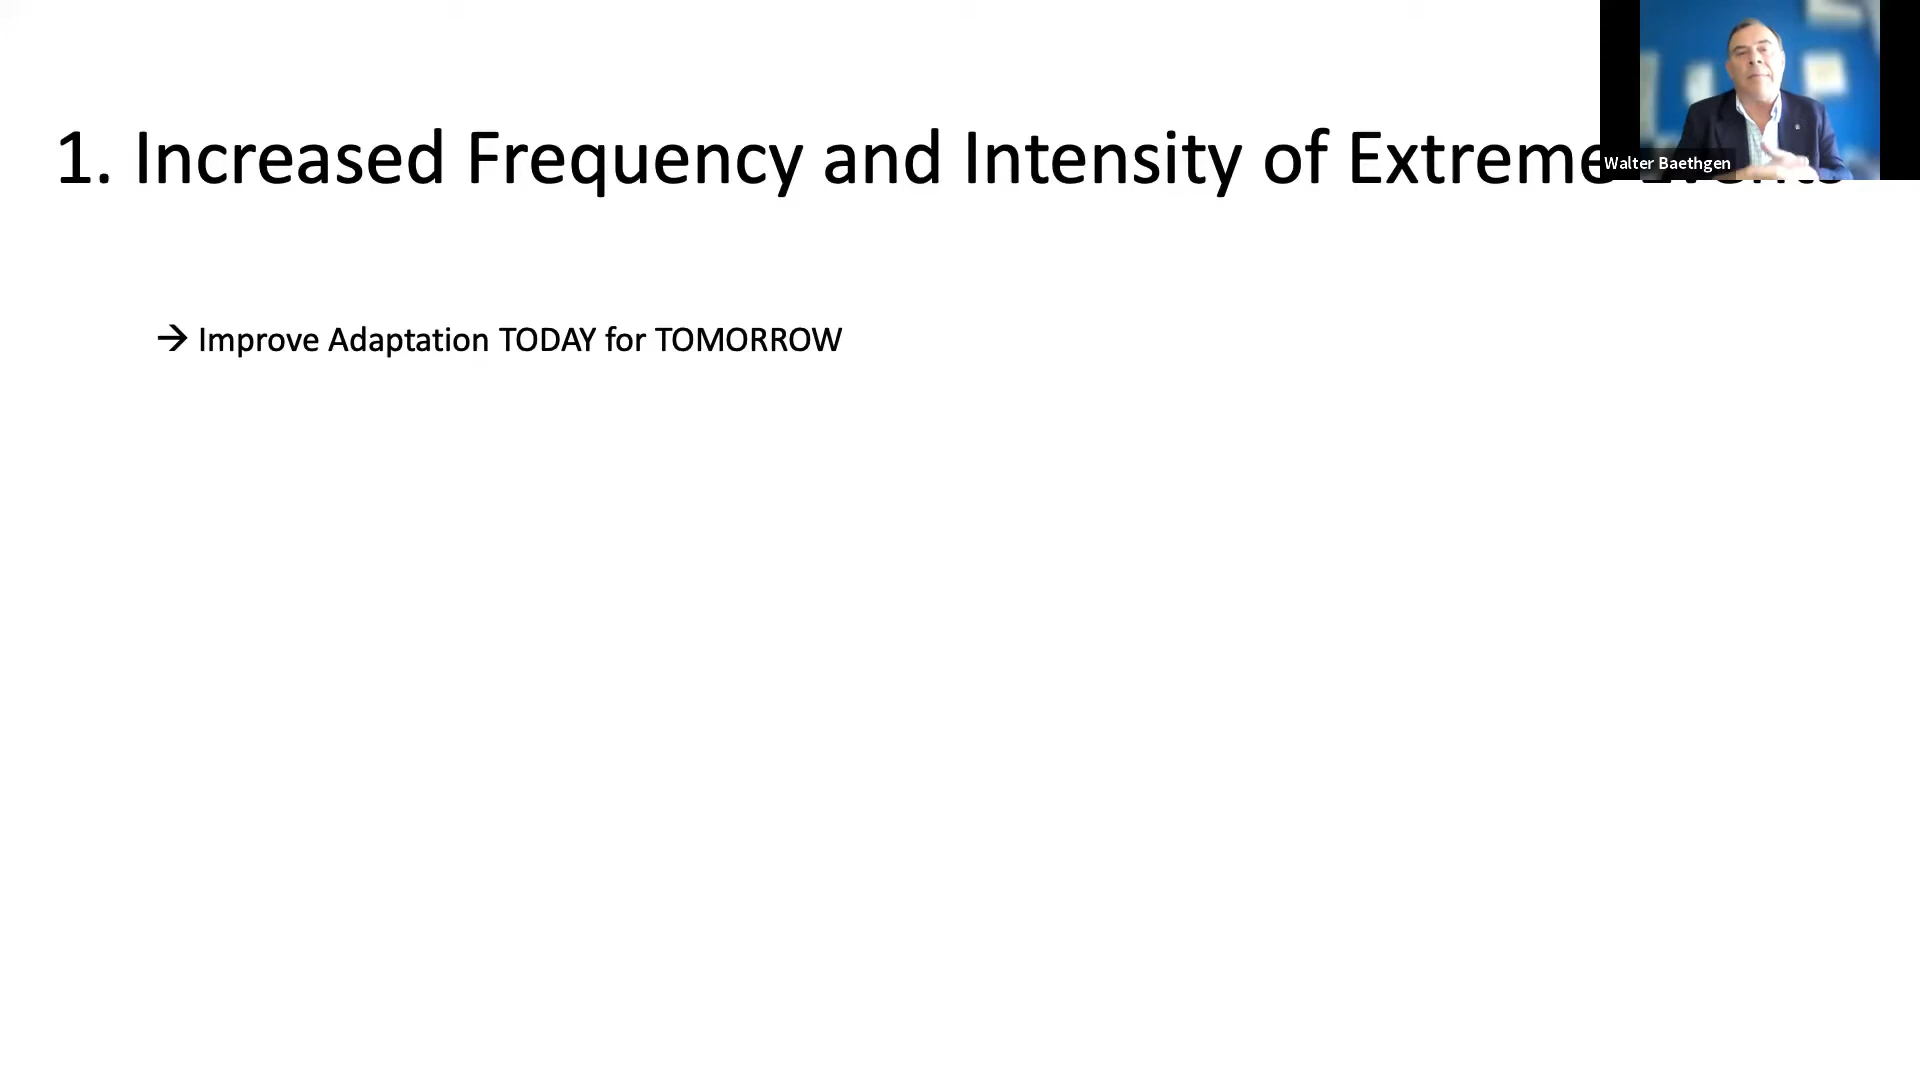 1. Increased Frequency and Intensity of Extreme
Walter Baethgen
→ Improve Adaptation TODAY for TOMORROW